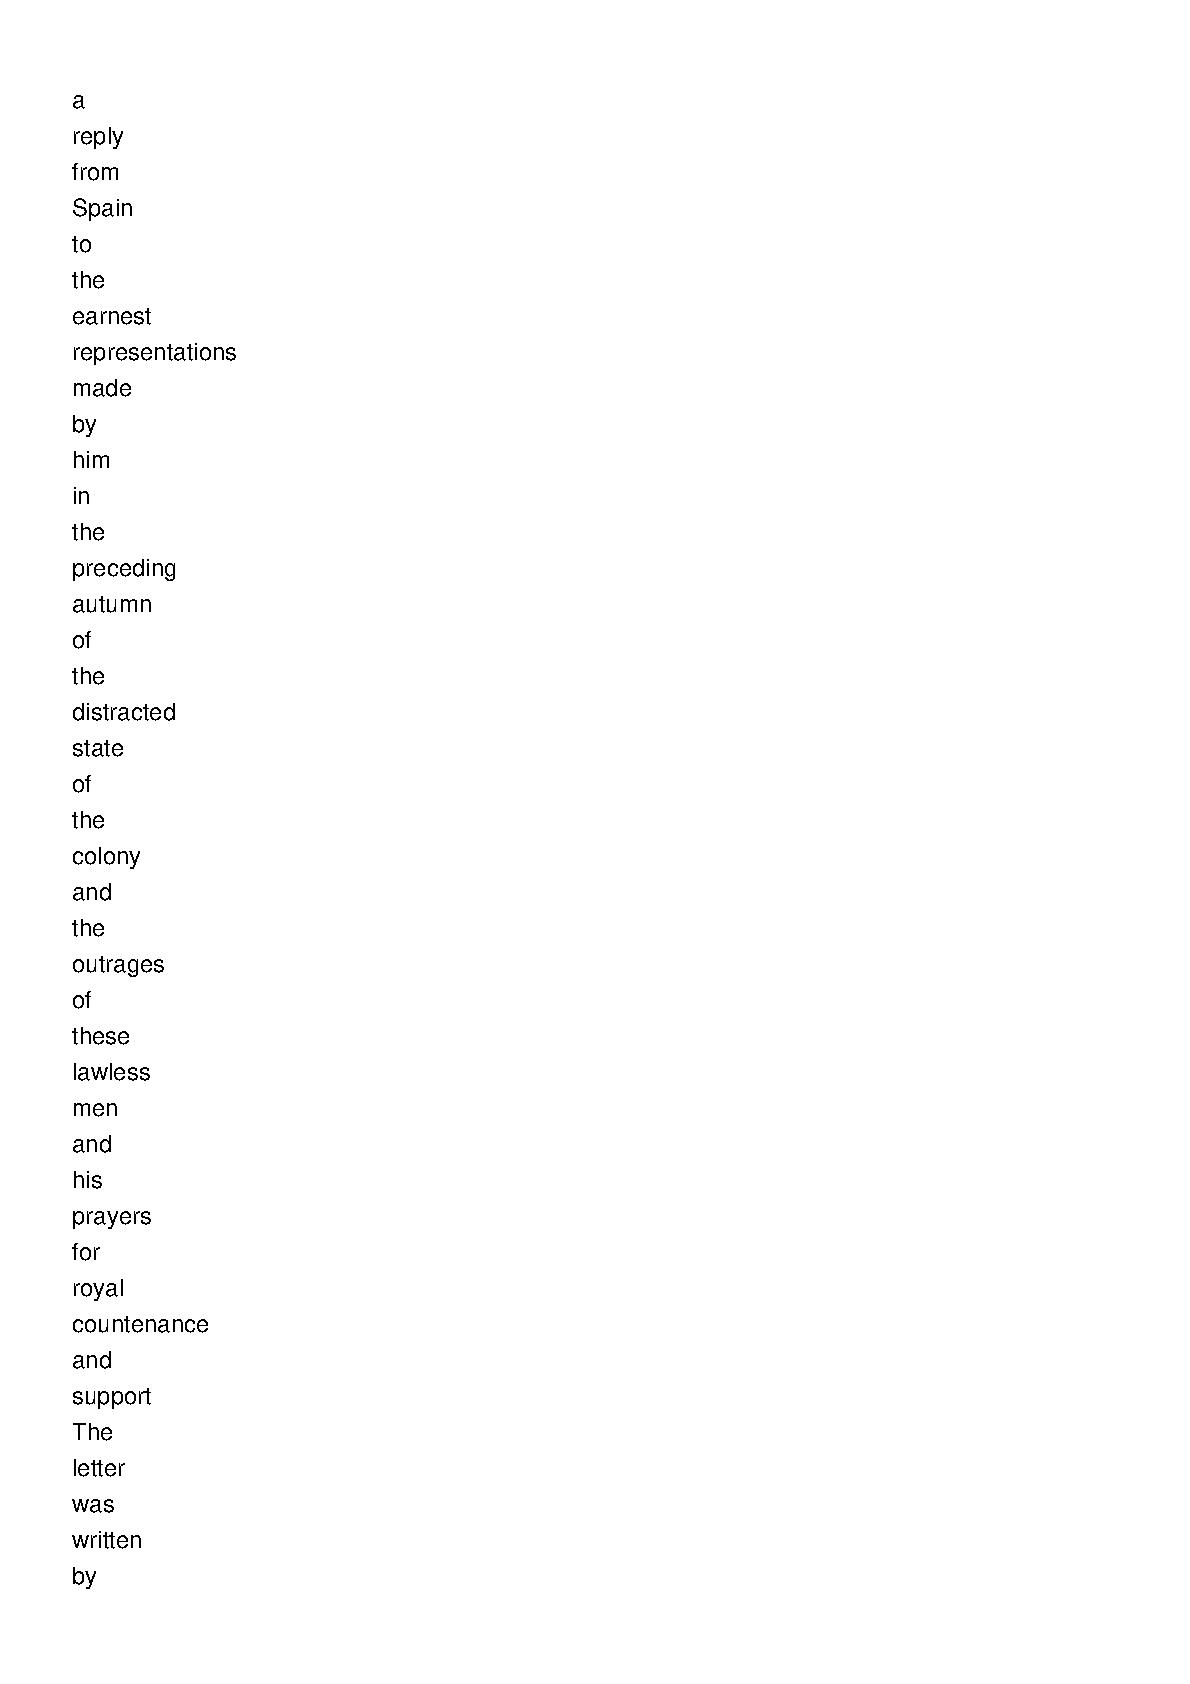 a
reply
from
Spain
to
the
earnest
representations
made
by
him
in
the
preceding
autumn
of
the
distracted
state
of
the
colony
and
the
outrages
of
these
lawless
men
and
his
prayers
for
royal
countenance
and
support
The
letter
was
written
by